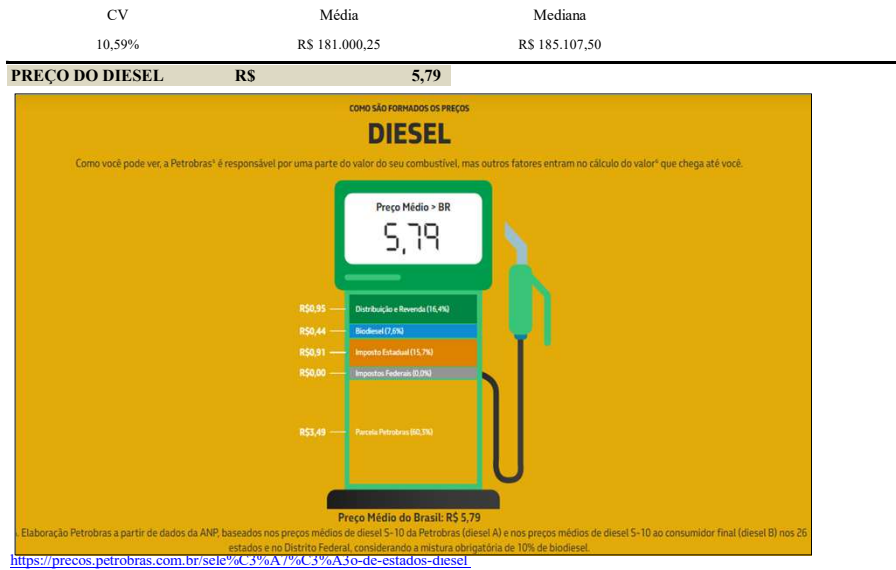 CV Média Mediana
10,59% R$ 181.000,25 R$ 185.107,50
PREÇO DO DIESEL R$ 5,79
COMO SÃO FORMADOS OS PREÇOS
DIESEL
Como você pode ver, a Petrobras⁵ é responsável por uma parte do valor do seu combustível, mas outros fatores entram no cálculo do valor⁶ que chega até você.
Preço Médio > BR
5,79
R$0,95 Distribuição e Revenda (16,4%)
R$0,44 Biodiesel (7,6%)
R$0,91 Imposto Estadual (15,7%)
R$0,00 Impostos Federais (0,0%)
R$3,49 Parcela Petrobras (60,3%)
Preço Médio do Brasil: R$ 5,79
. Elaboração Petrobras a partir de dados da ANP, baseados nos preços médios de diesel S-10 da Petrobras (diesel A) e nos preços médios de diesel S-10 ao consumidor final (diesel B) nos 26
estados e no Distrito Federal, considerando a mistura obrigatória de 10% de biodiesel.
https://precos.petrobras.com.br/sele%C3%A7%C3%A3o-de-estados-diesel